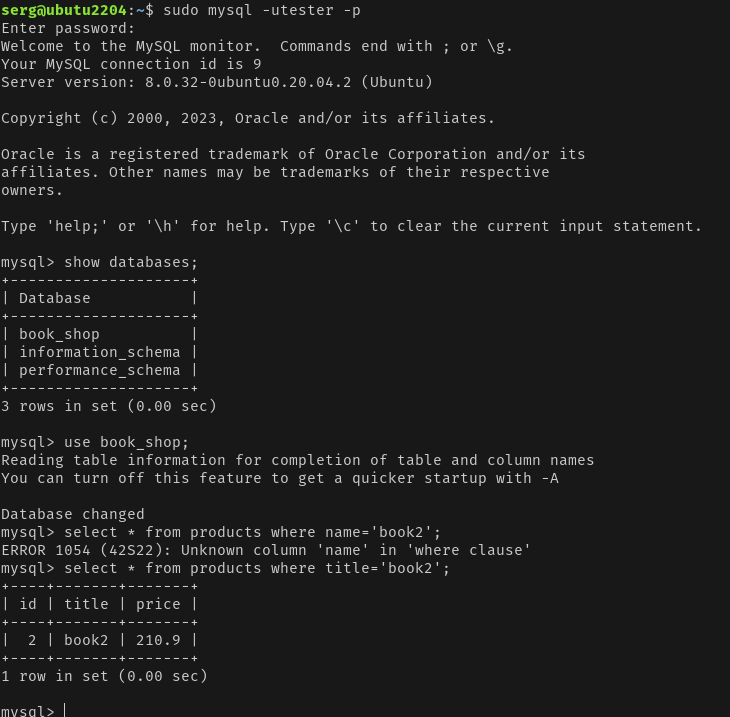 serg@ubutu2204:~$ sudo mysql -utester -p
Enter password:
Welcome to the MySQL monitor.  Commands end with ; or \g.
Your MySQL connection id is 9
Server version: 8.0.32-0ubuntu0.20.04.2 (Ubuntu)

Copyright (c) 2000, 2023, Oracle and/or its affiliates.

Oracle is a registered trademark of Oracle Corporation and/or its
affiliates. Other names may be trademarks of their respective
owners.

Type 'help;' or '\h' for help. Type '\c' to clear the current input statement.

mysql> show databases;
+--------------------+
| Database           |
+--------------------+
| book_shop          |
| information_schema |
| performance_schema |
+--------------------+
3 rows in set (0.00 sec)

mysql> use book_shop;
Reading table information for completion of table and column names
You can turn off this feature to get a quicker startup with -A

Database changed
mysql> select * from products where name='book2';
ERROR 1054 (42S22): Unknown column 'name' in 'where clause'
mysql> select * from products where title='book2';
+----+-------+-------+
| id | title | price |
+----+-------+-------+
|  2 | book2 | 210.9 |
+----+-------+-------+
1 row in set (0.00 sec)

mysql>